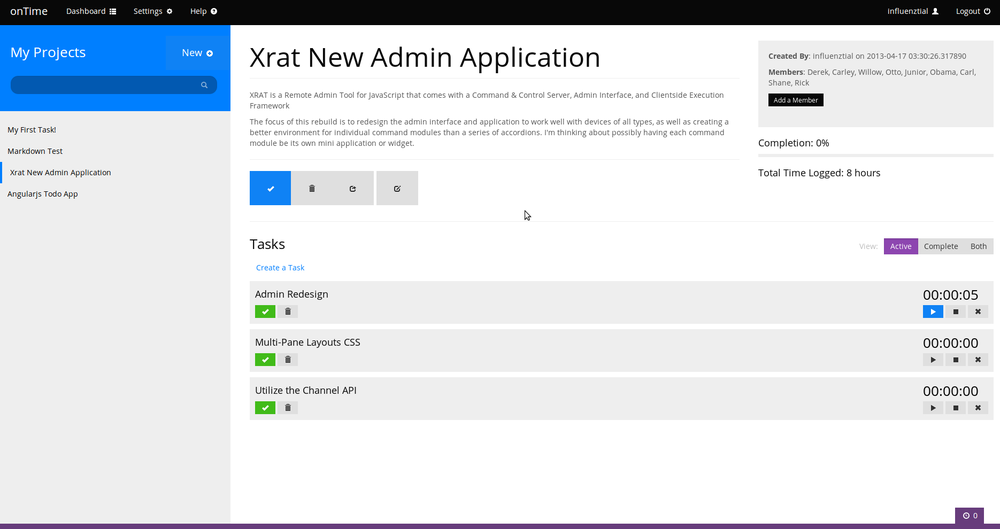 onTime Dashboard Settings Help influenztial Logout
My Projects New
My First Task!
Markdown Test
Xrat New Admin Application
Angularjs Todo App
Xrat New Admin Application
XRAT is a Remote Admin Tool for JavaScript that comes with a Command & Control Server, Admin Interface, and Clientside Execution
Framework
The focus of this rebuild is to redesign the admin interface and application to work well with devices of all types, as well as creating a
better environment for individual command modules than a series of accordions. I'm thinking about possibly having each command
module be its own mini application or widget.
Created By: influenztial on 2013-04-17 03:30:26.317890
Members: Derek, Carley, Willow, Otto, Junior, Obama, Carl,
Shane, Rick
Add a Member
Completion: 0%
Total Time Logged: 8 hours
Tasks
View: Active Complete Both
Create a Task
Admin Redesign 00:00:05
Multi-Pane Layouts CSS 00:00:00
Utilize the Channel API 00:00:00
0